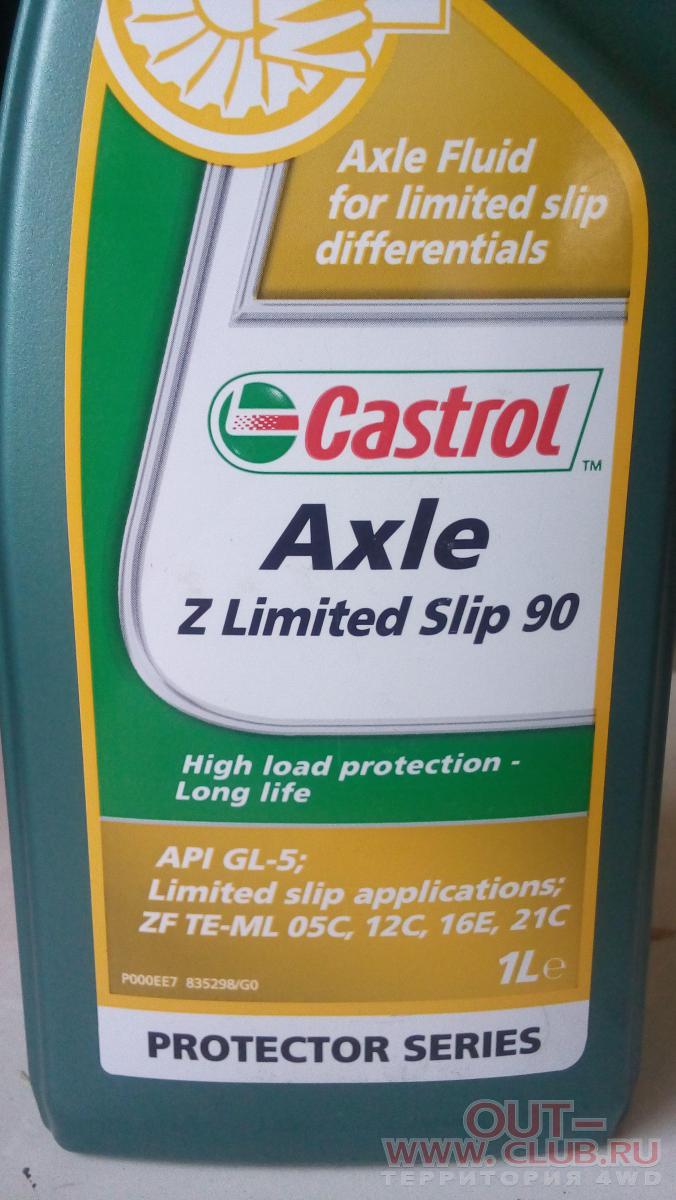 Axle Fluid
for limited slip
differentials
Castrol™
Axle
Z Limited Slip 90
High load protection -
Long life
API GL-5;
Limited slip applications;
ZF TE-ML 05C, 12C, 16E, 21C
1L℮
P000EE7 835298/G0
PROTECTOR SERIES
OUT-
WWW.CLUB.RU
ТЕРРИТОРИЯ 4WD